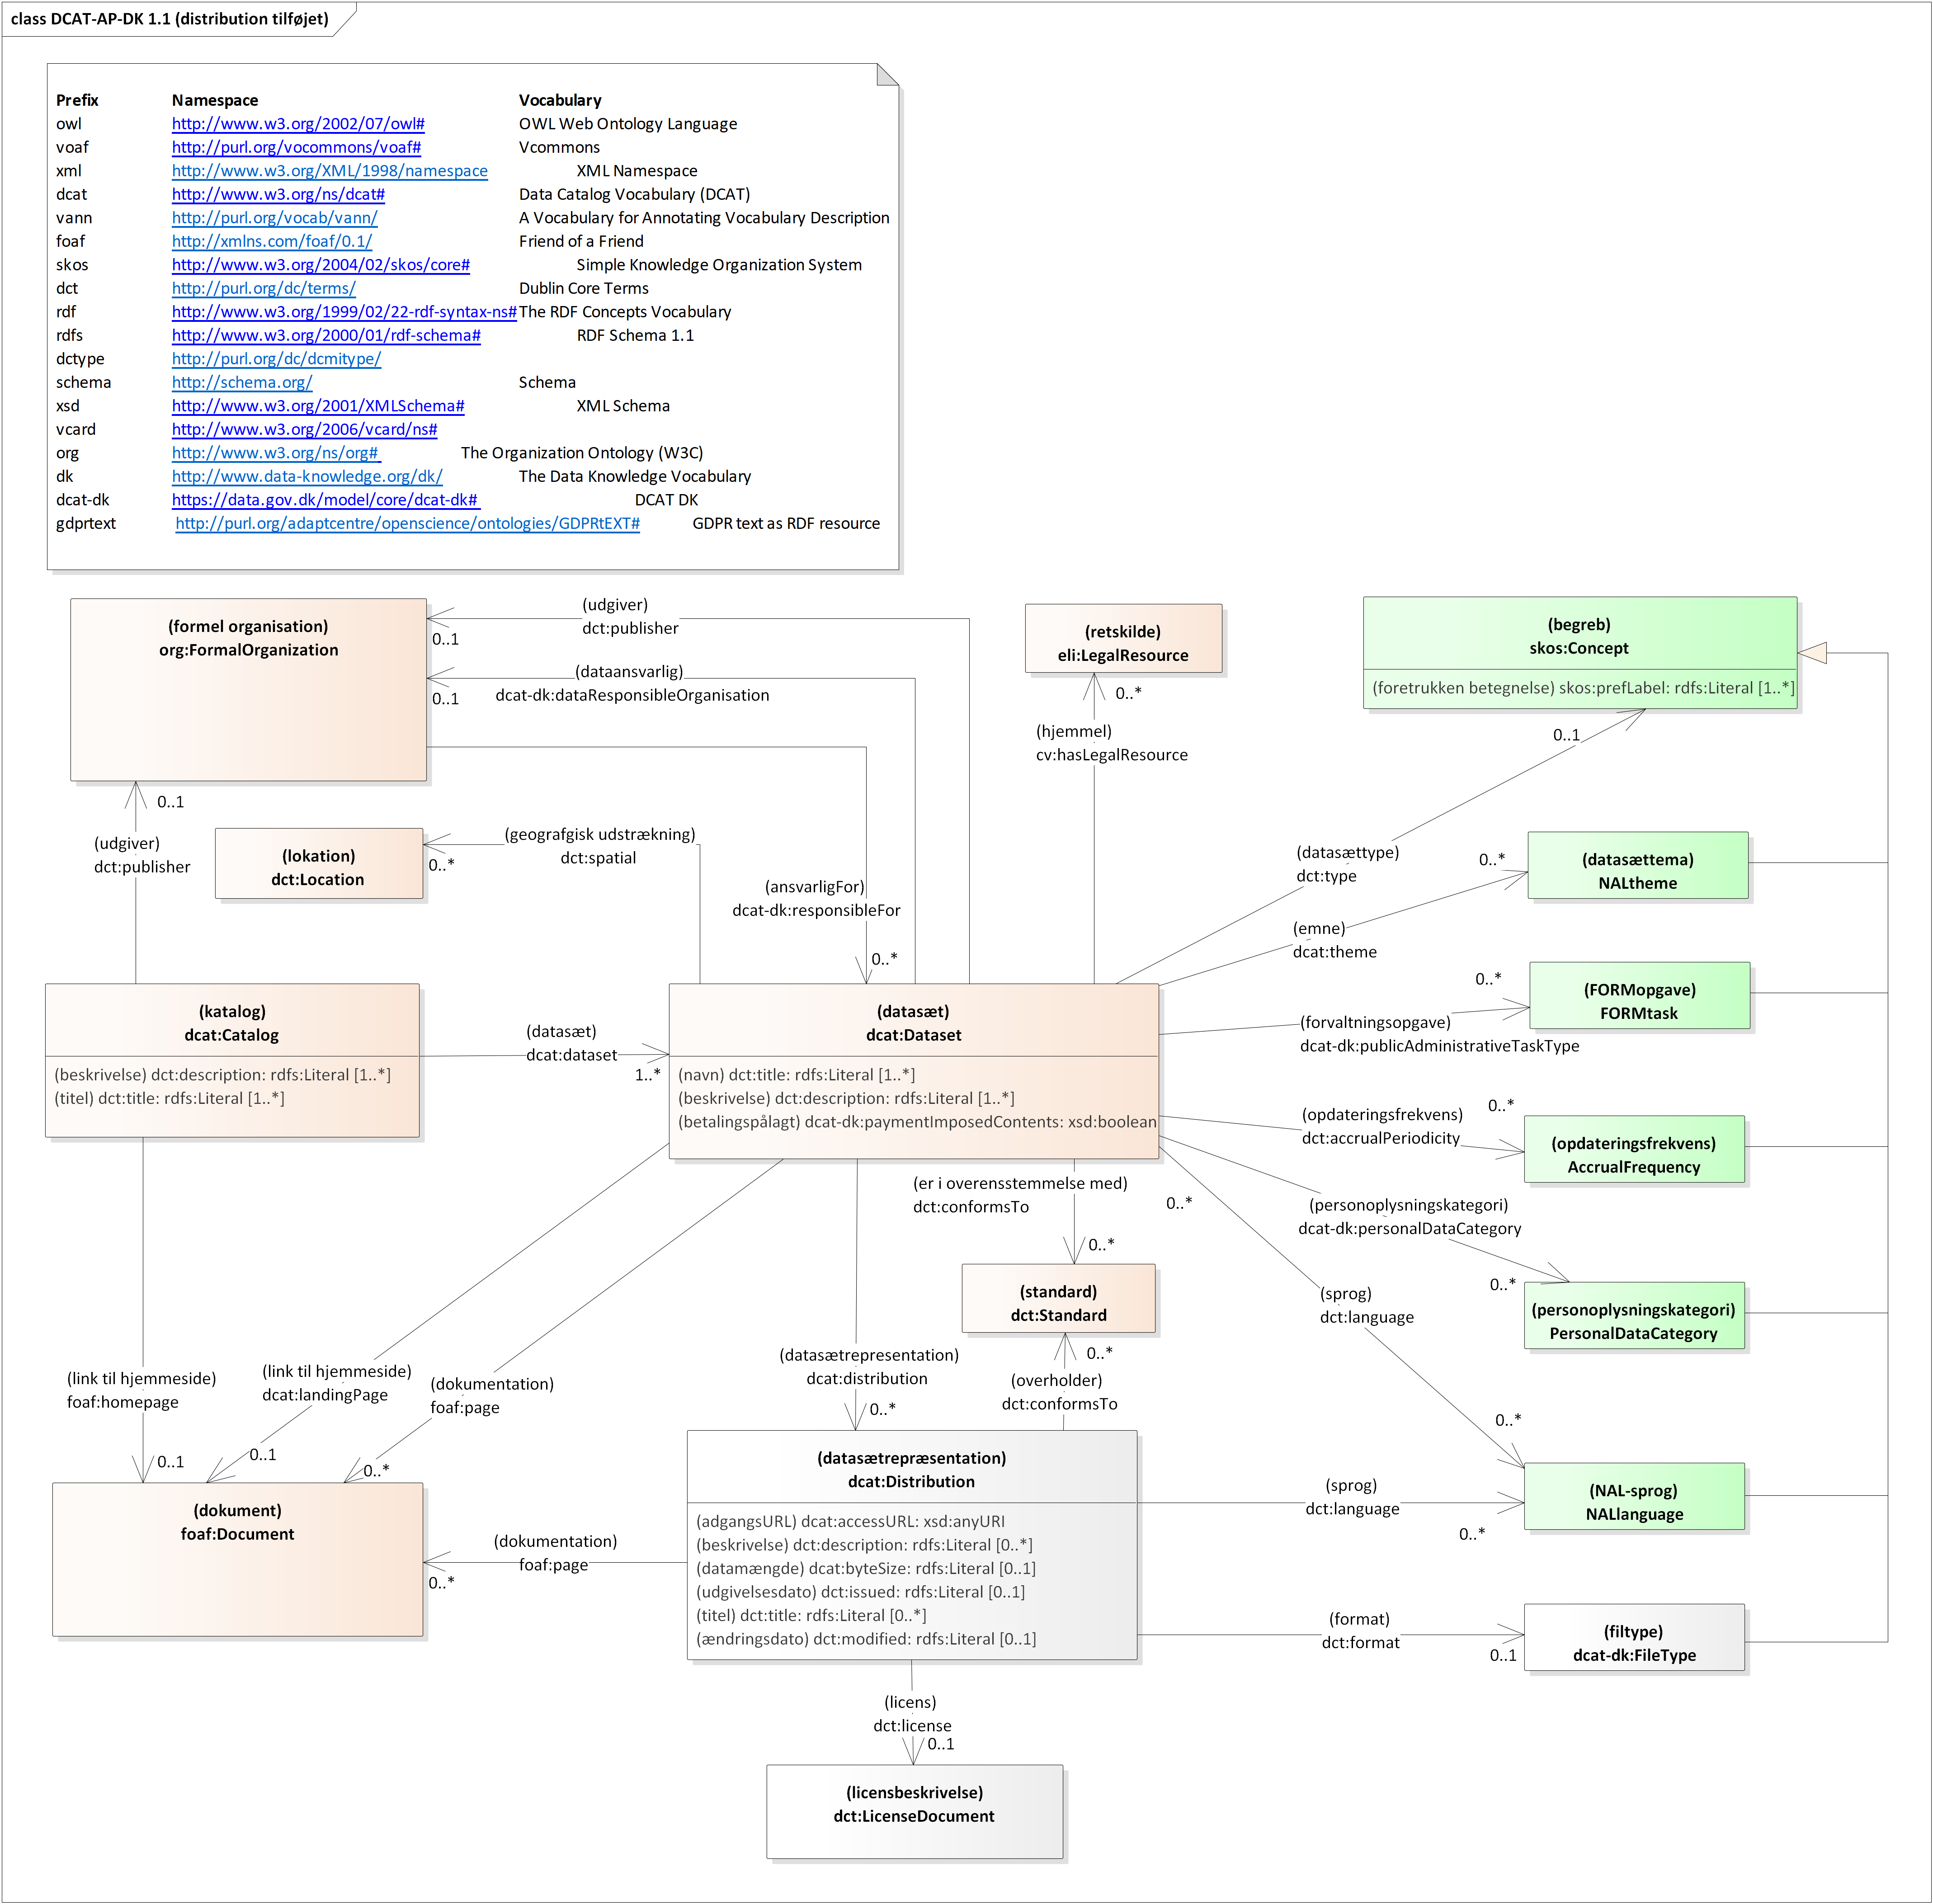 class DCAT-AP-DK 1.1 (distribution tilføjet)
Prefix Namespace Vocabulary
owl http://www.w3.org/2002/07/owl# OWL Web Ontology Language
voaf http://purl.org/vocommons/voaf# Vcommons
xml http://www.w3.org/XML/1998/namespace XML Namespace
dcat http://www.w3.org/ns/dcat# Data Catalog Vocabulary (DCAT)
vann http://purl.org/vocab/vann/ A Vocabulary for Annotating Vocabulary Description
foaf http://xmlns.com/foaf/0.1/ Friend of a Friend
skos http://www.w3.org/2004/02/skos/core# Simple Knowledge Organization System
dct http://purl.org/dc/terms/ Dublin Core Terms
rdf http://www.w3.org/1999/02/22-rdf-syntax-ns# The RDF Concepts Vocabulary
rdfs http://www.w3.org/2000/01/rdf-schema# RDF Schema 1.1
dctype http://purl.org/dc/dcmitype/
schema http://schema.org/ Schema
xsd http://www.w3.org/2001/XMLSchema# XML Schema
vcard http://www.w3.org/2006/vcard/ns#
org http://www.w3.org/ns/org# The Organization Ontology (W3C)
dk http://www.data-knowledge.org/dk/ The Data Knowledge Vocabulary
dcat-dk https://data.gov.dk/model/core/dcat-dk# DCAT DK
gdprtext http://purl.org/adaptcentre/openscience/ontologies/GDPRtEXT# GDPR text as RDF resource
(formel organisation)
org:FormalOrganization
(udgiver)
dct:publisher
0..1
(dataansvarlig)
dcat-dk:dataResponsibleOrganisation
0..1
(retskilde)
eli:LegalResource
0..*
(hjemmel)
cv:hasLegalResource
(begreb)
skos:Concept
(foretrukken betegnelse) skos:prefLabel: rdfs:Literal [1..*]
0..1
(datasættype)
dct:type
0..1
(udgiver)
dct:publisher
(lokation)
dct:Location
(geografgisk udstrækning)
dct:spatial
0..*
(ansvarligFor)
dcat-dk:responsibleFor
0..*
(datasættema)
NALtheme
0..*
(emne)
dcat:theme
(FORMopgave)
FORMtask
0..*
(forvaltningsopgave)
dcat-dk:publicAdministrativeTaskType
(katalog)
dcat:Catalog
(beskrivelse) dct:description: rdfs:Literal [1..*]
(titel) dct:title: rdfs:Literal [1..*]
(datasæt)
dcat:dataset
1..*
(datasæt)
dcat:Dataset
(navn) dct:title: rdfs:Literal [1..*]
(beskrivelse) dct:description: rdfs:Literal [1..*]
(betalingspålagt) dcat-dk:paymentImposedContents: xsd:boolean
(opdateringsfrekvens)
dct:accrualPeriodicity
0..*
(opdateringsfrekvens)
AccrualFrequency
(er i overensstemmelse med)
dct:conformsTo
0..*
0..*
(personoplysningskategori)
dcat-dk:personalDataCategory
0..*
(personoplysningskategori)
PersonalDataCategory
(standard)
dct:Standard
(sprog)
dct:language
0..*
(link til hjemmeside)
foaf:homepage
0..1
(link til hjemmeside)
dcat:landingPage
0..1
(dokumentation)
foaf:page
0..*
(datasætrepresentation)
dcat:distribution
0..*
0..*
(overholder)
dct:conformsTo
(dokument)
foaf:Document
(dokumentation)
foaf:page
0..*
(datasætrepræsentation)
dcat:Distribution
(adgangsURL) dcat:accessURL: xsd:anyURI
(beskrivelse) dct:description: rdfs:Literal [0..*]
(datamængde) dcat:byteSize: rdfs:Literal [0..1]
(udgivelsesdato) dct:issued: rdfs:Literal [0..1]
(titel) dct:title: rdfs:Literal [0..*]
(ændringsdato) dct:modified: rdfs:Literal [0..1]
(sprog)
dct:language
0..*
(NAL-sprog)
NALlanguage
(format)
dct:format
0..1
(filtype)
dcat-dk:FileType
(licens)
dct:license
0..1
(licensbeskrivelse)
dct:LicenseDocument